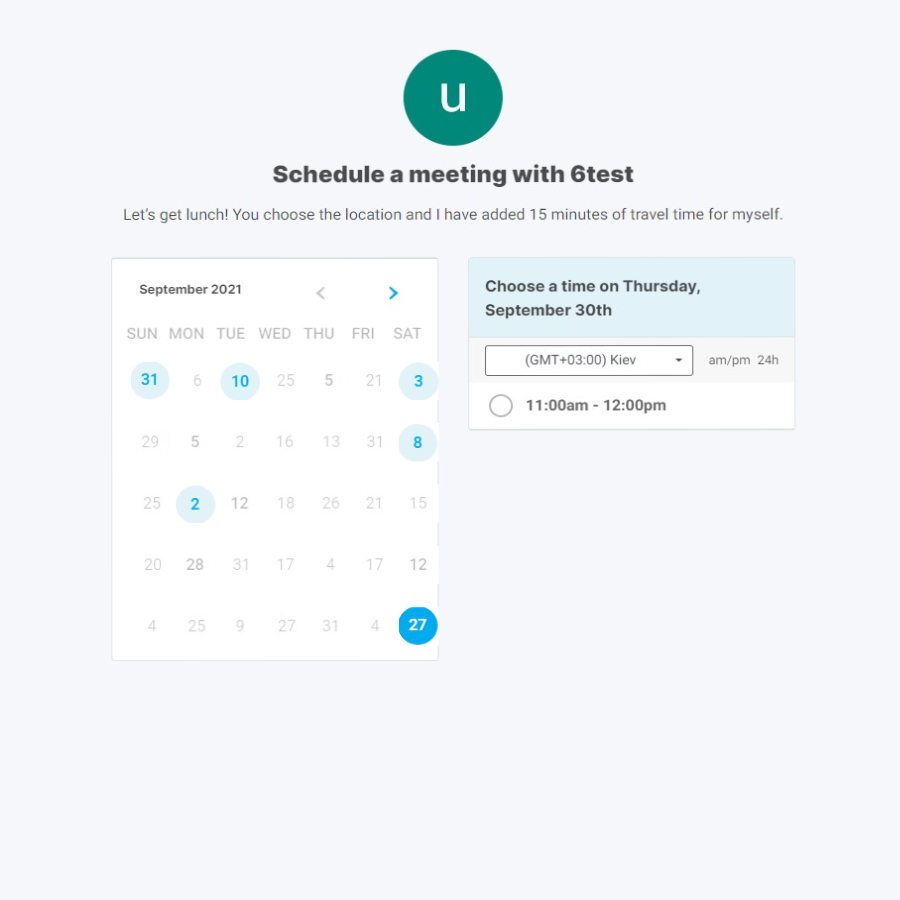 u
Schedule a meeting with 6test
Let's get lunch! You choose the location and I have added 15 minutes of travel time for myself.
September 2021
SUN MON TUE WED THU FRI SAT
31 6 10 25 5 21 3
29 5 2 16 13 31 8
25 2 12 18 26 21 15
20 28 31 17 4 17 12
4 25 9 27 31 4 27
Choose a time on Thursday,
September 30th
(GMT+03:00) Kiev am/pm 24h
11:00am - 12:00pm